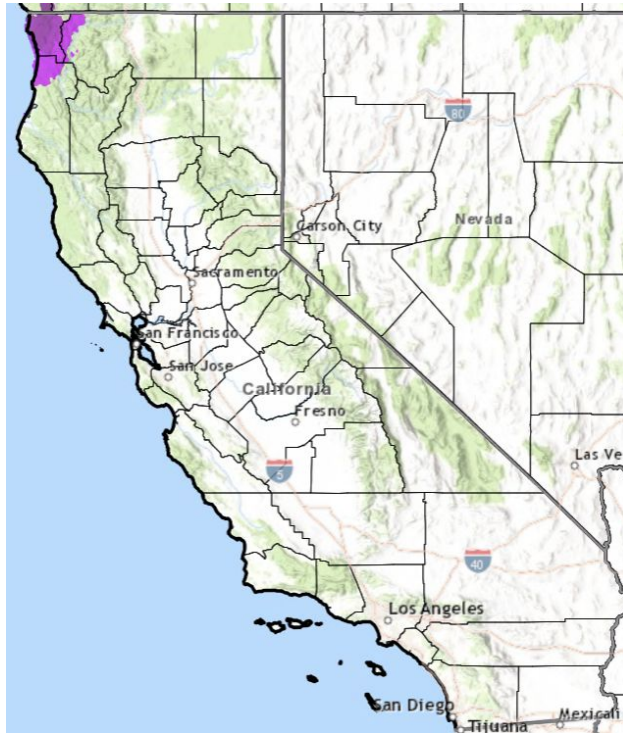 80
Carson City
Nevada
Sacramento
San Francisco
San Jose
California
Fresno
Las Ve
5
40
Los Angeles
San Diego
Mexicali
Tijuana